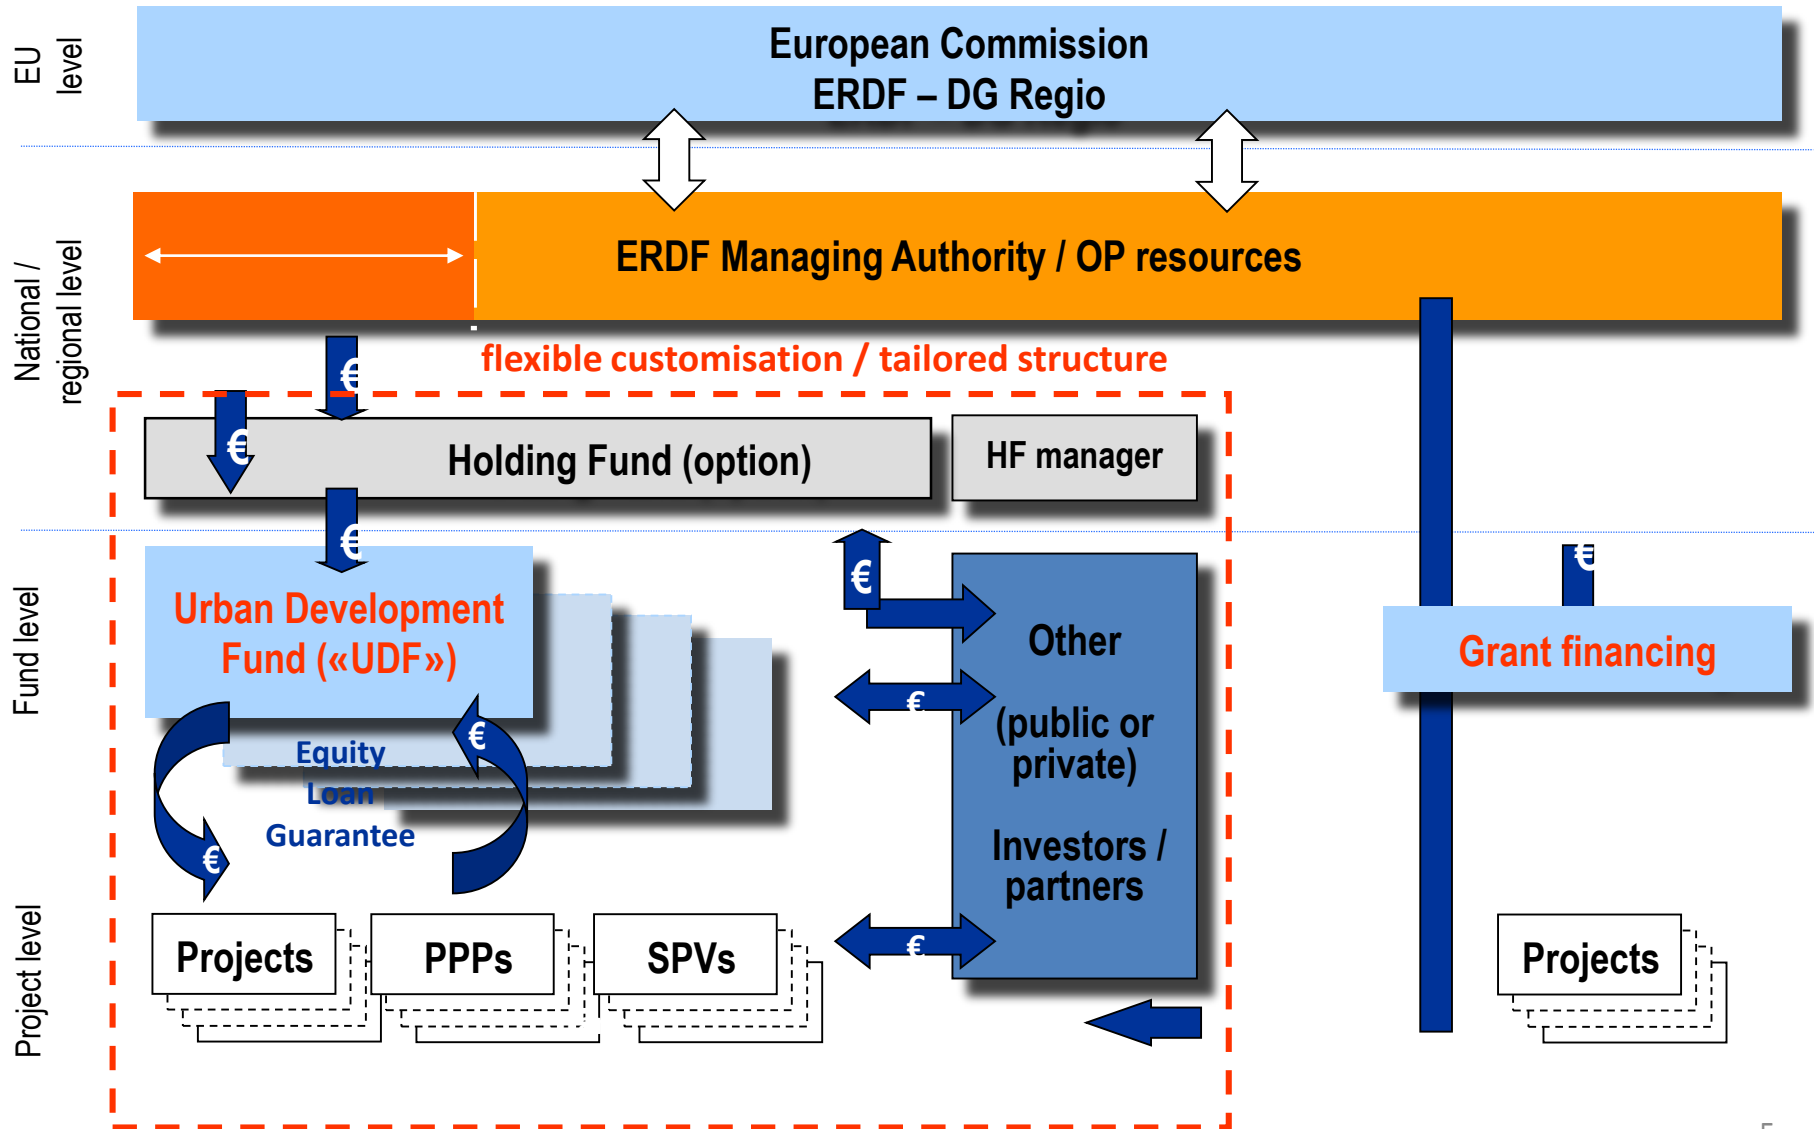 EU
level
European Commission
ERDF – DG Regio
National /
regional level
ERDF Managing Authority / OP resources
flexible customisation / tailored structure
€
€
Holding Fund (option)
HF manager
€
Fund level
Urban Development
Fund («UDF»)
€
Other
(public or
private)
Investors /
partners
€
€
Grant financing
€
Equity
Loan
Guarantee
€
Project level
Projects
PPPs
SPVs
€
Projects